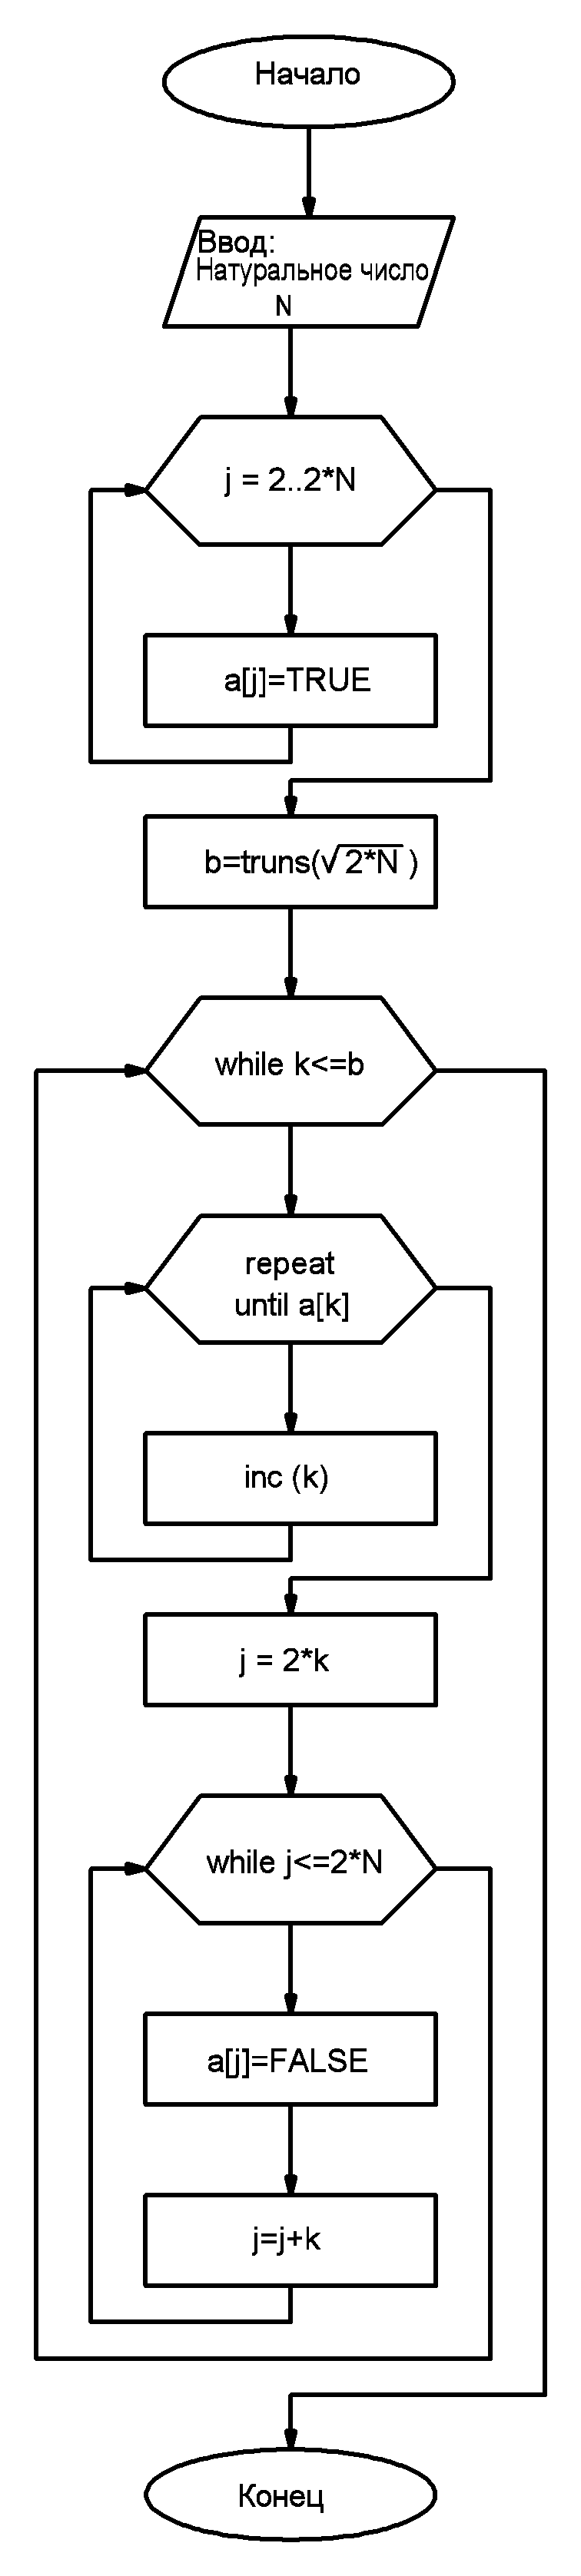 Начало
Ввод:
Натуральное число
N
j = 2..2*N
a[j]=TRUE
b=truns(√2*N )
while k<=b
repeat
until a[k]
inc (k)
j = 2*k
while j<=2*N
a[j]=FALSE
j=j+k
Конец